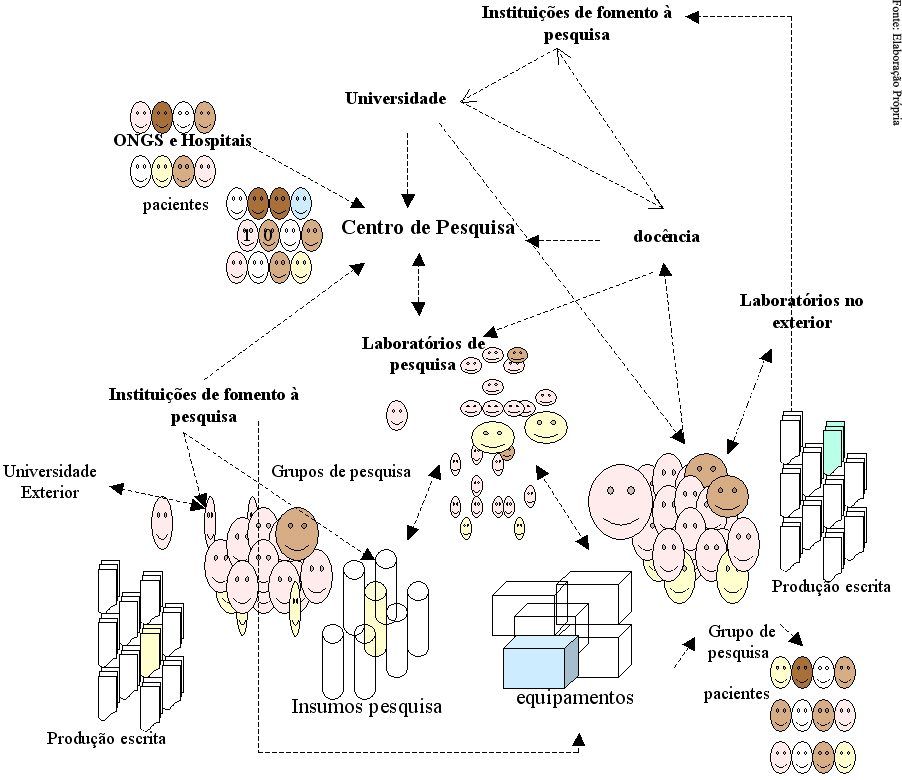 Instituições de fomento à
pesquisa
Fonte: Elaboração Própria
Universidade
ONGS e Hospitais
pacientes
1 0
Centro de Pesquisa
docência
Laboratórios no
exterior
Laboratórios de
pesquisa
Instituições de fomento à
pesquisa
Universidade
Exterior
Grupos de pesquisa
Produção escrita
Grupo de
pesquisa
pacientes
Insumos pesquisa
equipamentos
Produção escrita